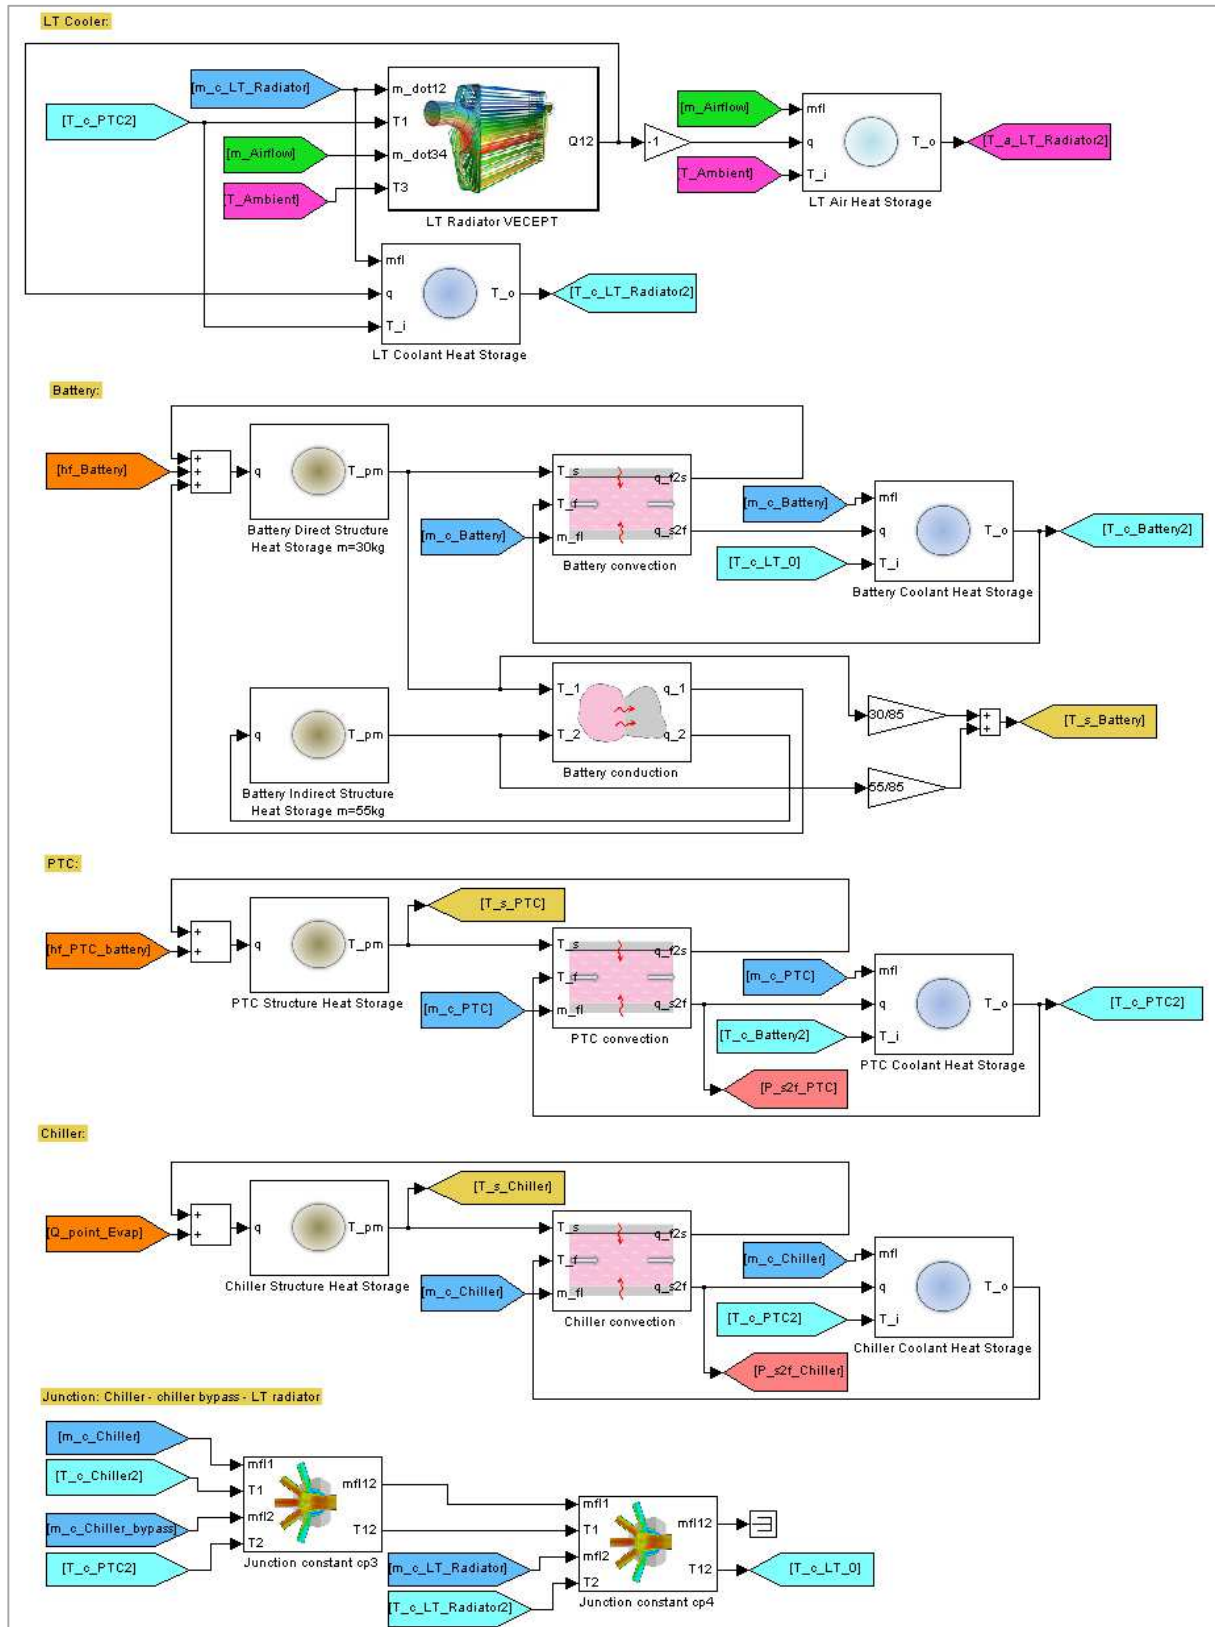 LT Cooler:
[m_c_LT_Radiator]
[T_c_PTC2]
[m_Airflow]
[T_Ambient]
m_dot12
T1
m_dot34
T3
Q12
LT Radiator VECEPT
-1
[m_Airflow]
[T_Ambient]
mfl
q
T_i
T_o
LT Air Heat Storage
[T_a_LT_Radiator2]
mfl
q
T_i
T_o
LT Coolant Heat Storage
[T_c_LT_Radiator2]
Battery:
[hf_Battery]
+
+
+
q
T_pm
Battery Direct Structure
Heat Storage m=30kg
[m_c_Battery]
T_s
T_f
m_fl
q_f2s
q_s2f
Battery convection
[m_c_Battery]
[T_c_LT_0]
mfl
q
T_i
T_o
Battery Coolant Heat Storage
[T_c_Battery2]
q
T_pm
Battery Indirect Structure
Heat Storage m=55kg
T_1
T_2
q_1
q_2
Battery conduction
30/85
55/85
+
+
[T_s_Battery]
PTC:
[hf_PTC_battery]
+
+
q
T_pm
PTC Structure Heat Storage
[T_s_PTC]
[m_c_PTC]
T_s
T_f
m_fl
q_f2s
q_s2f
PTC convection
[m_c_PTC]
[T_c_Battery2]
[P_s2f_PTC]
mfl
q
T_i
T_o
PTC Coolant Heat Storage
[T_c_PTC2]
Chiller:
[Q_point_Evap]
+
+
q
T_pm
Chiller Structure Heat Storage
[T_s_Chiller]
[m_c_Chiller]
T_s
T_f
m_fl
q_f2s
q_s2f
Chiller convection
[m_c_Chiller]
[T_c_PTC2]
[P_s2f_Chiller]
mfl
q
T_i
T_o
Chiller Coolant Heat Storage
Junction: Chiller - chiller bypass - LT radiator
[m_c_Chiller]
[T_c_Chiller2]
[m_c_Chiller_bypass]
[T_c_PTC2]
mfl1
T1
mfl2
T2
mfl12
T12
Junction constant cp3
[m_c_LT_Radiator]
[T_c_LT_Radiator2]
mfl1
T1
mfl2
T2
mfl12
T12
Junction constant cp4
[T_c_LT_0]